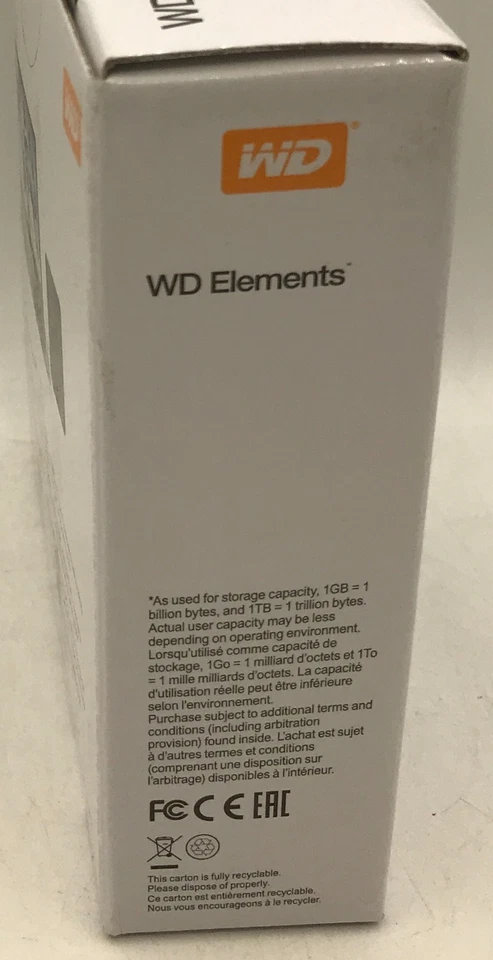 WD
WD
WD
WD Elements™
*As used for storage capacity, 1GB = 1
billion bytes, and 1TB = 1 trillion bytes.
Actual user capacity may be less
depending on operating environment.
Lorsqu'utilisé comme capacité de
stockage, 1Go = 1 milliard d'octets et 1To
= 1 mille milliards d'octets. La capacité
d'utilisation réelle peut être inférieure
selon l'environnement.
Purchase subject to additional terms and
conditions (including arbitration
provision) found inside. L'achat est sujet
à d'autres termes et conditions
(comprenant une disposition sur
l'arbitrage) disponibles à l'intérieur.
FC CE EAC
This carton is fully recyclable.
Please dispose of properly.
Ce carton est entièrement recyclable.
Nous vous encourageons à le recycler.